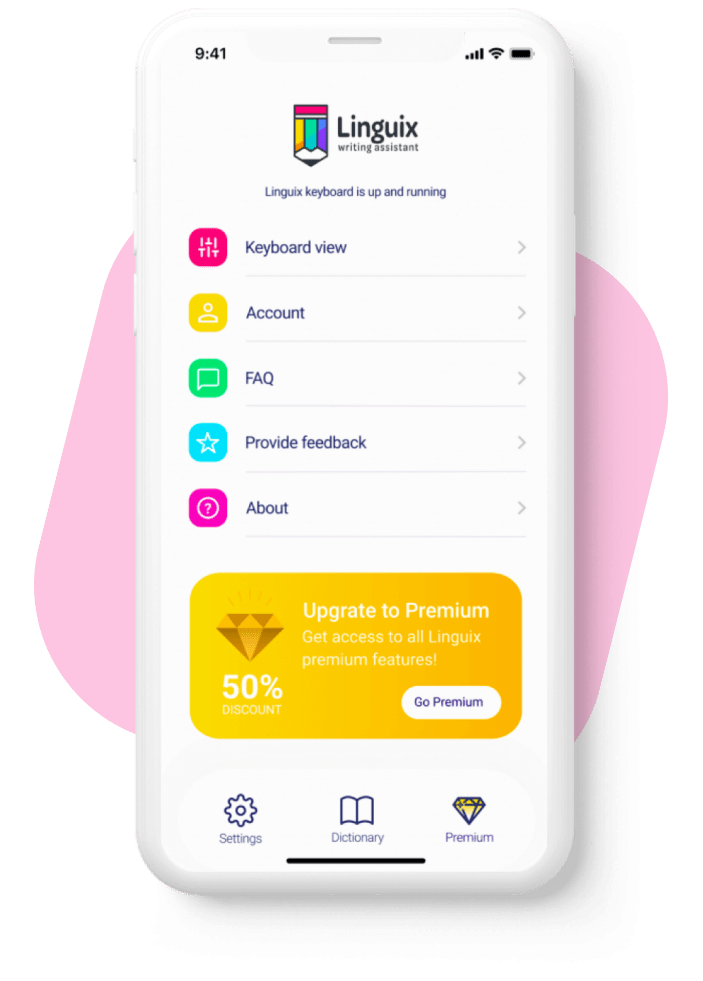 9:41
Linguix
writing assistant
Linguix keyboard is up and running
Keyboard view
Account
FAQ
Provide feedback
About
Upgrate to Premium
Get access to all Linguix
premium features!
50%
DISCOUNT
Go Premium
Settings
Dictionary
Premium